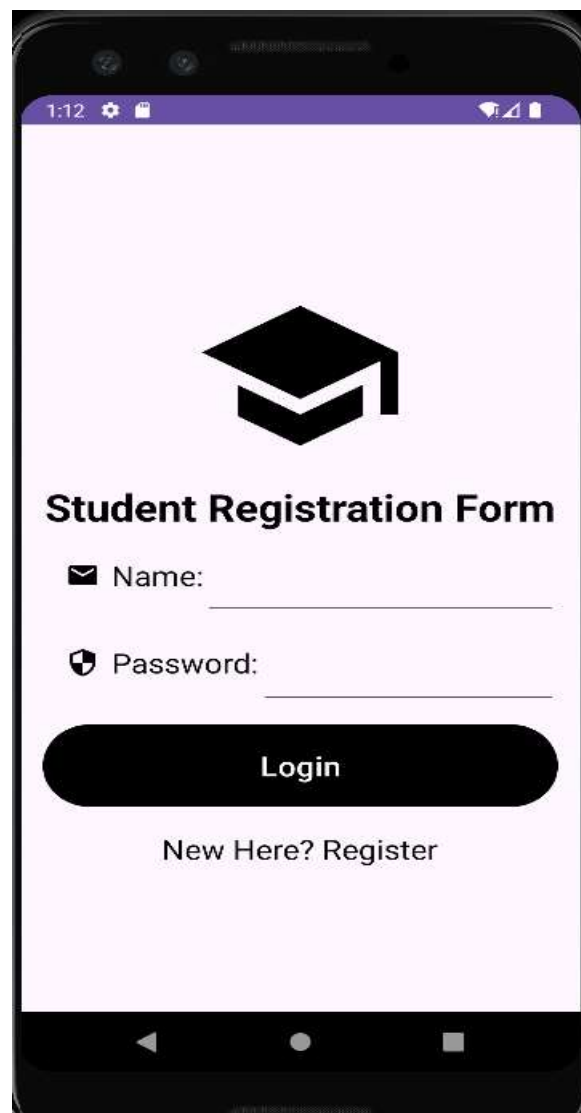 1:12
Student Registration Form
Name:
Password:
Login
New Here? Register